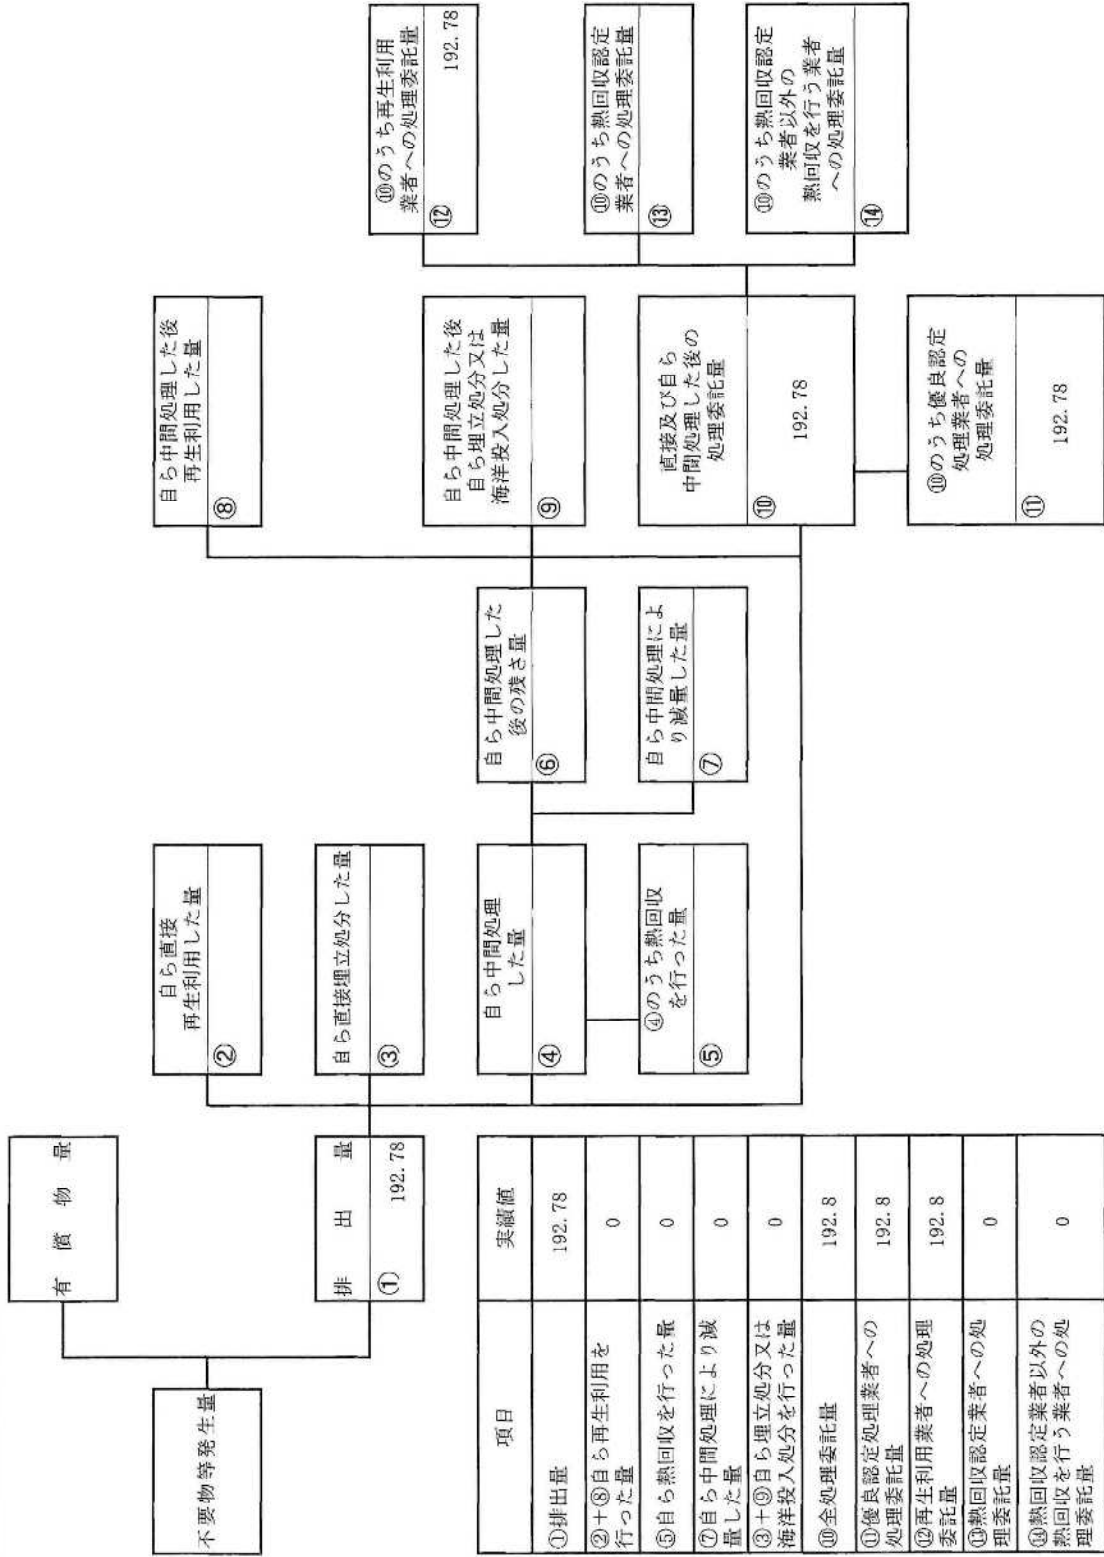 不要物等発生量
有償物量
排出量
① 192.78
自ら直接
再生利用した量
②
自ら直接埋立処分した量
③
自ら中間処理
した量
④
④のうち熱回収
を行った量
⑤
自ら中間処理した
後の残さ量
⑥
自ら中間処理によ
り減量した量
⑦
自ら中間処理した後
再生利用した量
⑧
自ら中間処理した後
自ら埋立処分又は
海洋投入処分した量
⑨
直接及び自ら
中間処理した後の
処理委託量
⑩
192.78
⑩のうち優良認定
処理業者への
処理委託量
⑪
192.78
⑩のうち再生利用
業者への処理委託量
⑫ 192.78
⑩のうち熱回収認定
業者への処理委託量
⑬
⑩のうち熱回収認定
業者以外の
熱回収を行う業者
への処理委託量
⑭
項目 実績値
①排出量 192.78
②+⑧自ら再生利用を
行った量 0
⑤自ら熱回収を行った量 0
⑦自ら中間処理により減
量した量 0
③+⑨自ら埋立処分又は
海洋投入処分を行った量 0
⑩全処理委託量 192.8
⑪優良認定処理業者への
処理委託量 192.8
⑫再生利用業者への処理
委託量 192.8
⑬熱回収認定業者への処
理委託量 0
⑭熱回収認定業者以外の
熱回収を行う業者への処
理委託量 0